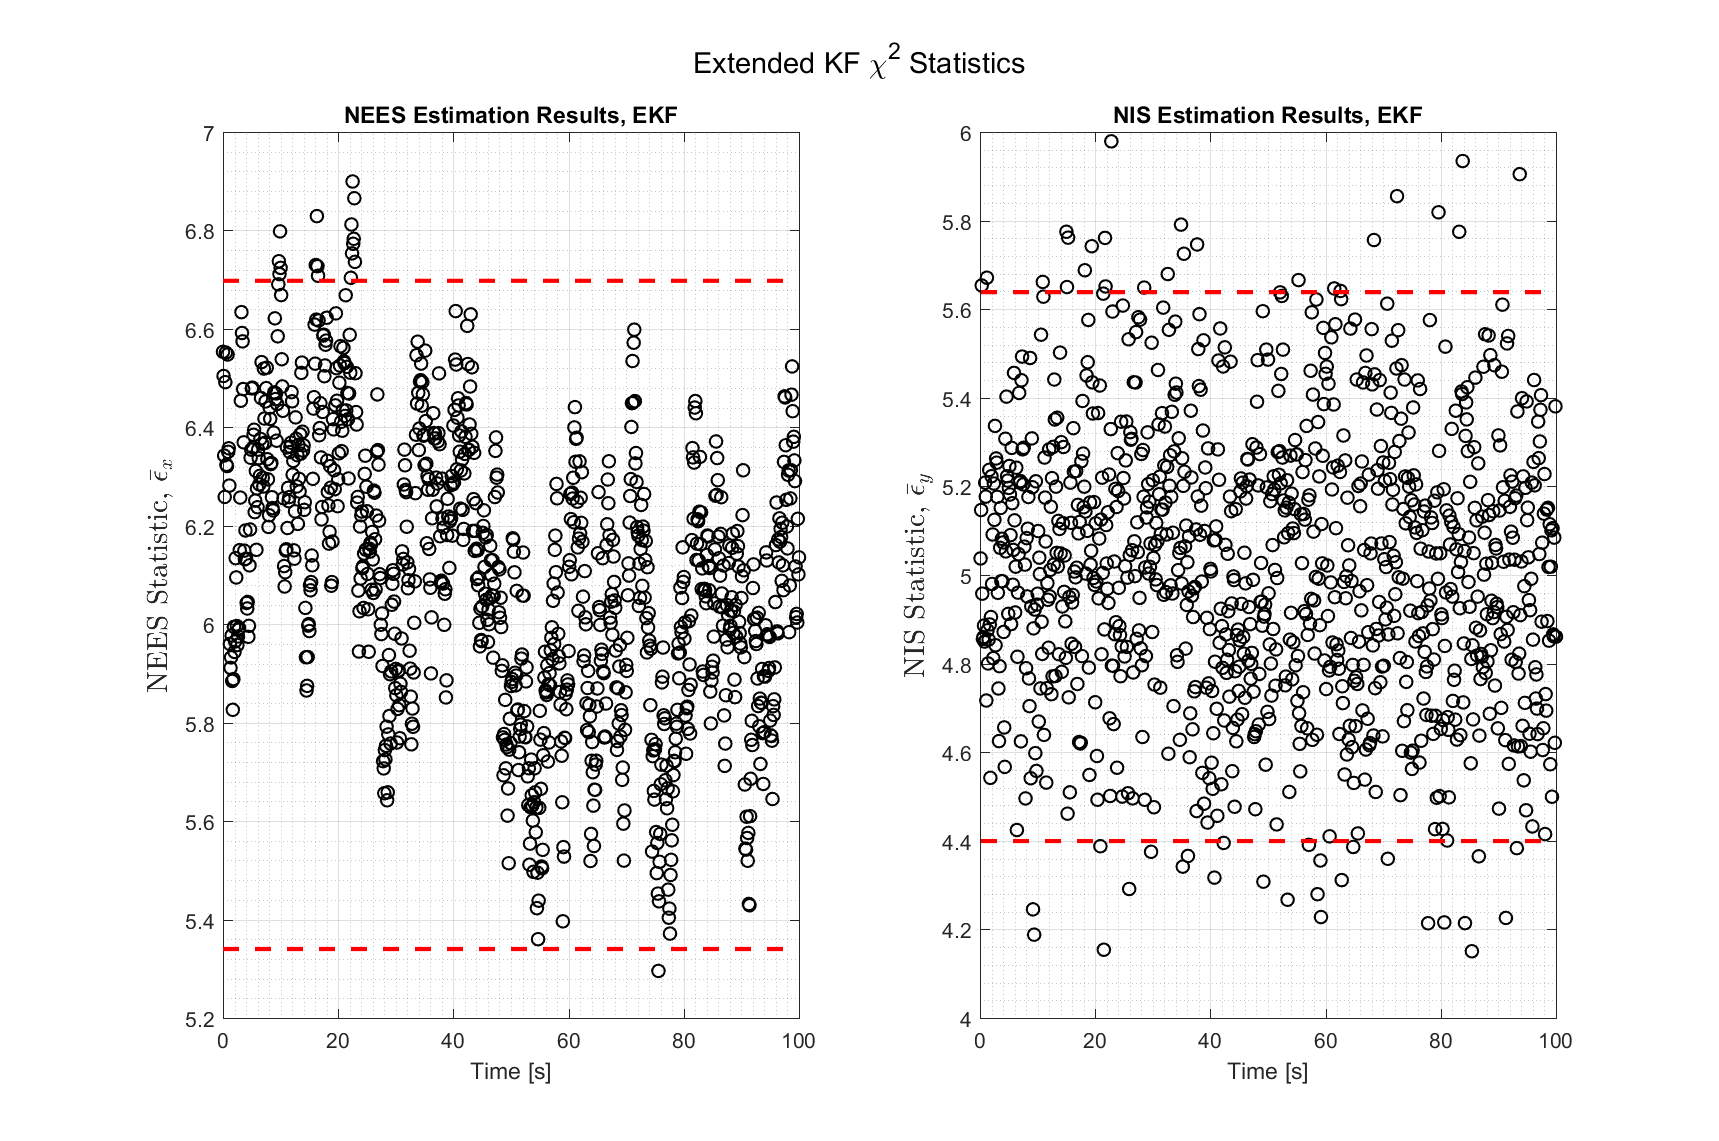 Extended KF χ² Statistics
NEES Estimation Results, EKF
7
6.8
6.6
6.4
6.2
6
5.8
5.6
5.4
5.2
NEES Statistic, ϵ̄ₓ
0 20 40 60 80 100
Time [s]
NIS Estimation Results, EKF
6
5.8
5.6
5.4
5.2
5
4.8
4.6
4.4
4.2
4
NIS Statistic, ϵ̄_y
0 20 40 60 80 100
Time [s]